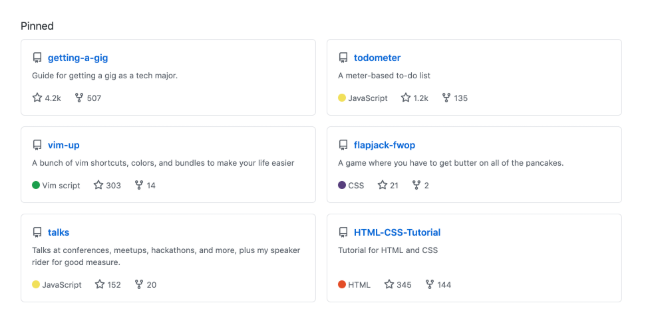 Pinned
getting-a-gig
Guide for getting a gig as a tech major.
4.2k 507
todometer
A meter-based to-do list
JavaScript 1.2k 135
vim-up
A bunch of vim shortcuts, colors, and bundles to make your life easier
Vim script 303 14
flapjack-fwop
A game where you have to get butter on all of the pancakes.
CSS 21 2
talks
Talks at conferences, meetups, hackathons, and more, plus my speaker
rider for good measure.
JavaScript 152 20
HTML-CSS-Tutorial
Tutorial for HTML and CSS
HTML 345 144